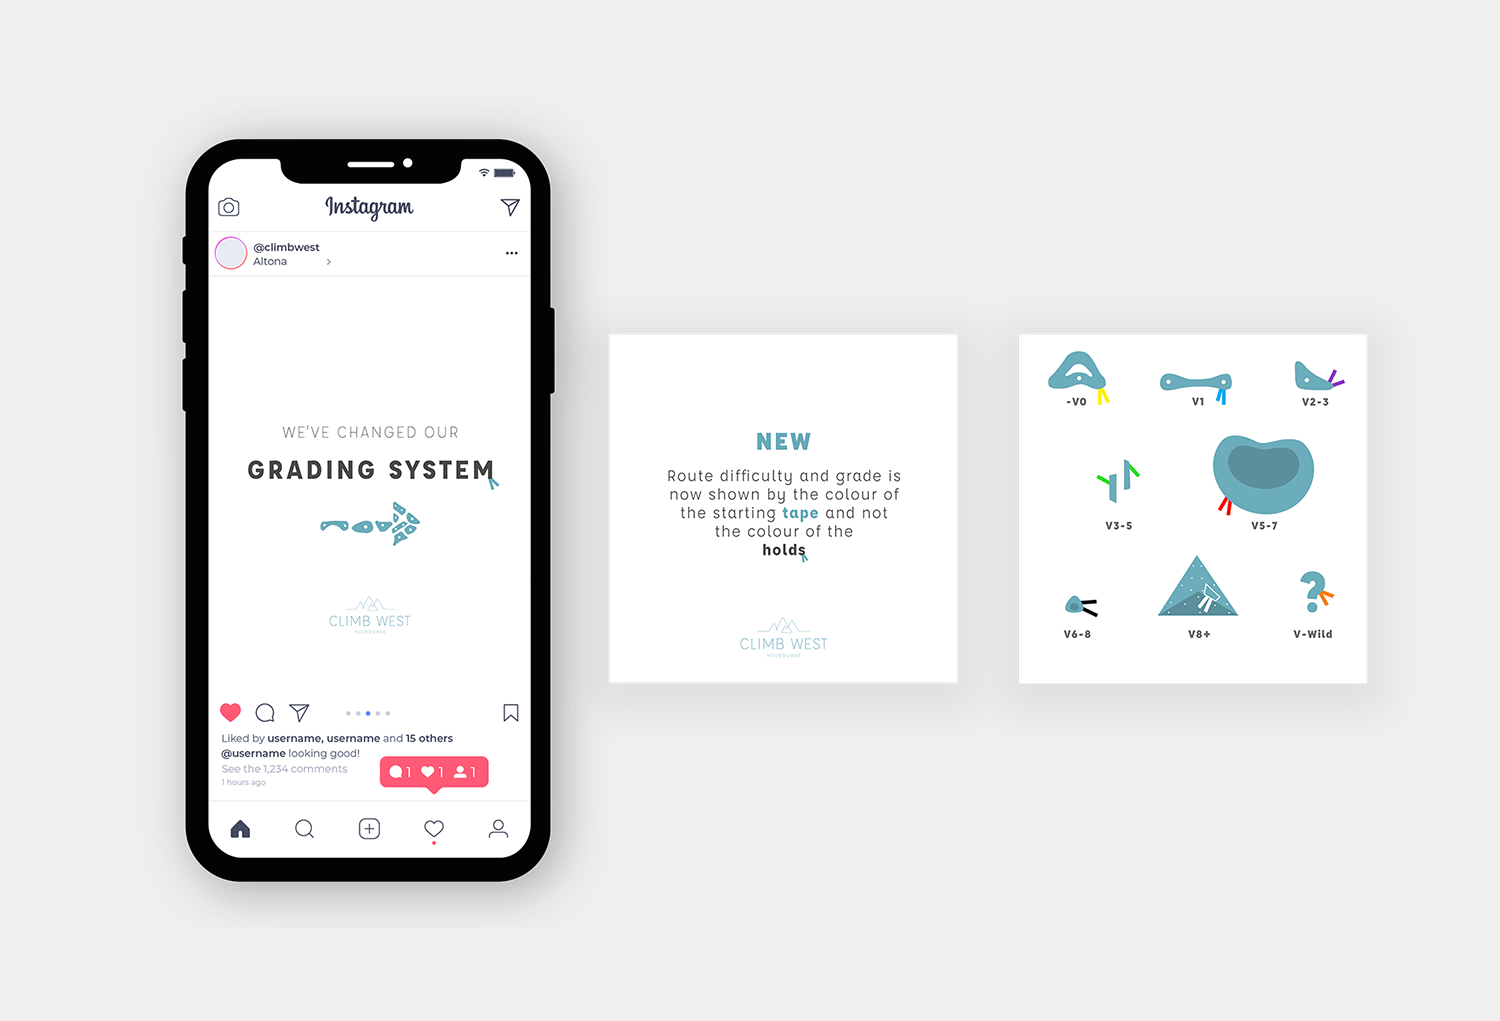 Instagram
@climbwest
Altona
WE'VE CHANGED OUR
GRADING SYSTEM
CLIMB WEST
MELBOURNE
Liked by username, username and 15 others
@username looking good!
See the 1,234 comments
1 hours ago
1 1 1
NEW
Route difficulty and grade is
now shown by the colour of
the starting tape and not
the colour of the
holds
CLIMB WEST
MELBOURNE
-V0
V1
V2-3
V3-5
V5-7
V6-8
V8+
V-Wild